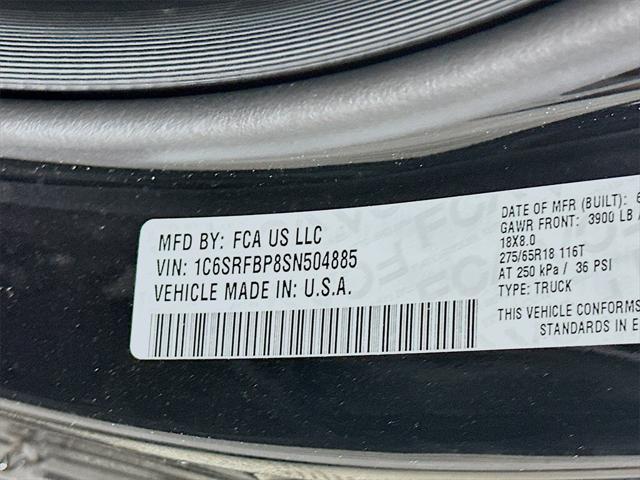 MFD BY: FCA US LLC
VIN: 1C6SRFBP8SN504885
VEHICLE MADE IN: U.S.A.
DATE OF MFR (BUILT): 6
GAWR FRONT: 3900 LB
18X8.0
275/65R18 116T
AT 250 kPa / 36 PSI
TYPE: TRUCK
THIS VEHICLE CONFORMS
STANDARDS IN E